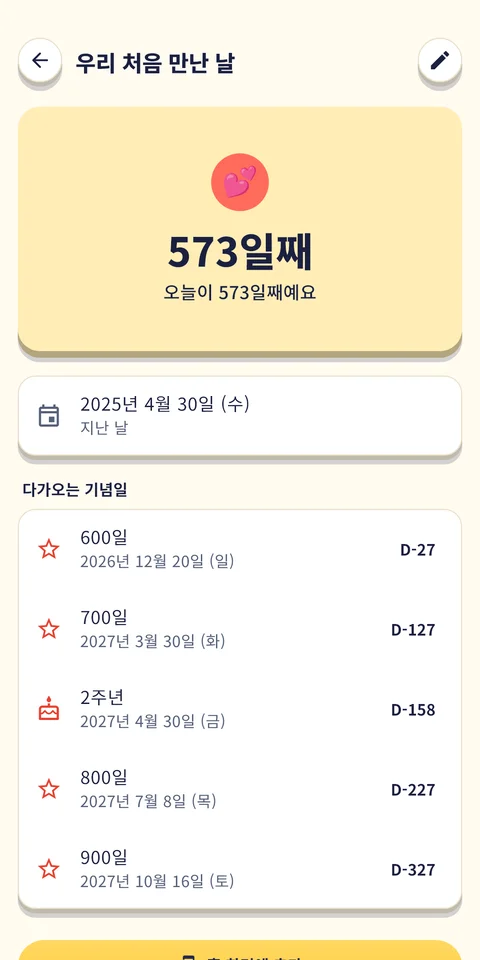 우리 처음 만난 날
573일째
오늘이 573일째예요
2025년 4월 30일 (수)
지난 날
다가오는 기념일
600일
2026년 12월 20일 (일)
D-27
700일
2027년 3월 30일 (화)
D-127
2주년
2027년 4월 30일 (금)
D-158
800일
2027년 7월 8일 (목)
D-227
900일
2027년 10월 16일 (토)
D-327